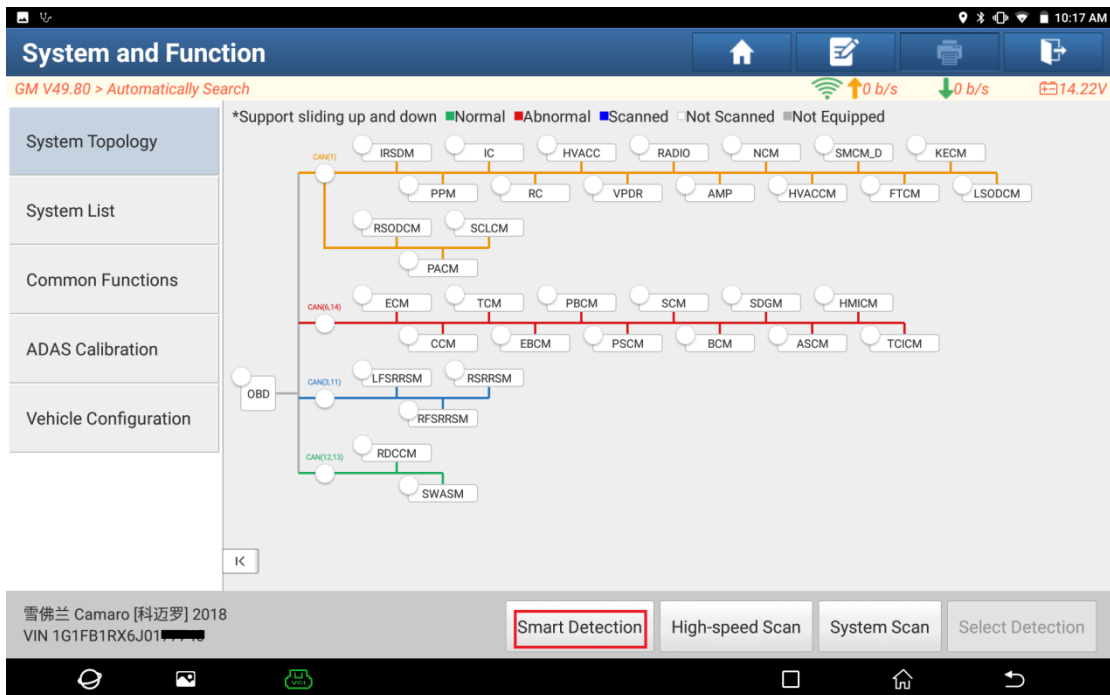 10:17 AM
System and Function
GM V49.80 > Automatically Search
0 b/s
0 b/s
14.22V
System Topology
System List
Common Functions
ADAS Calibration
Vehicle Configuration
*Support sliding up and down Normal Abnormal Scanned Not Scanned Not Equipped
CAN(1)
IRSDM IC HVACC RADIO NCM SMCM_D KECM
PPM RC VPDR AMP HVACCM FTCM LSODCM
RSODCM SCLCM
PACM
CAN(6,14)
ECM TCM PBCM SCM SDGM HMICM
CCM EBCM PSCM BCM ASCM TCICM
OBD
CAN(3,11)
LFSRRSM RSRRSM
RFSRRSM
CAN(12,13)
RDCCM
SWASM
雪佛兰 Camaro [科迈罗] 2018
VIN 1G1FB1RX6J01
Smart Detection
High-speed Scan
System Scan
Select Detection
VCI